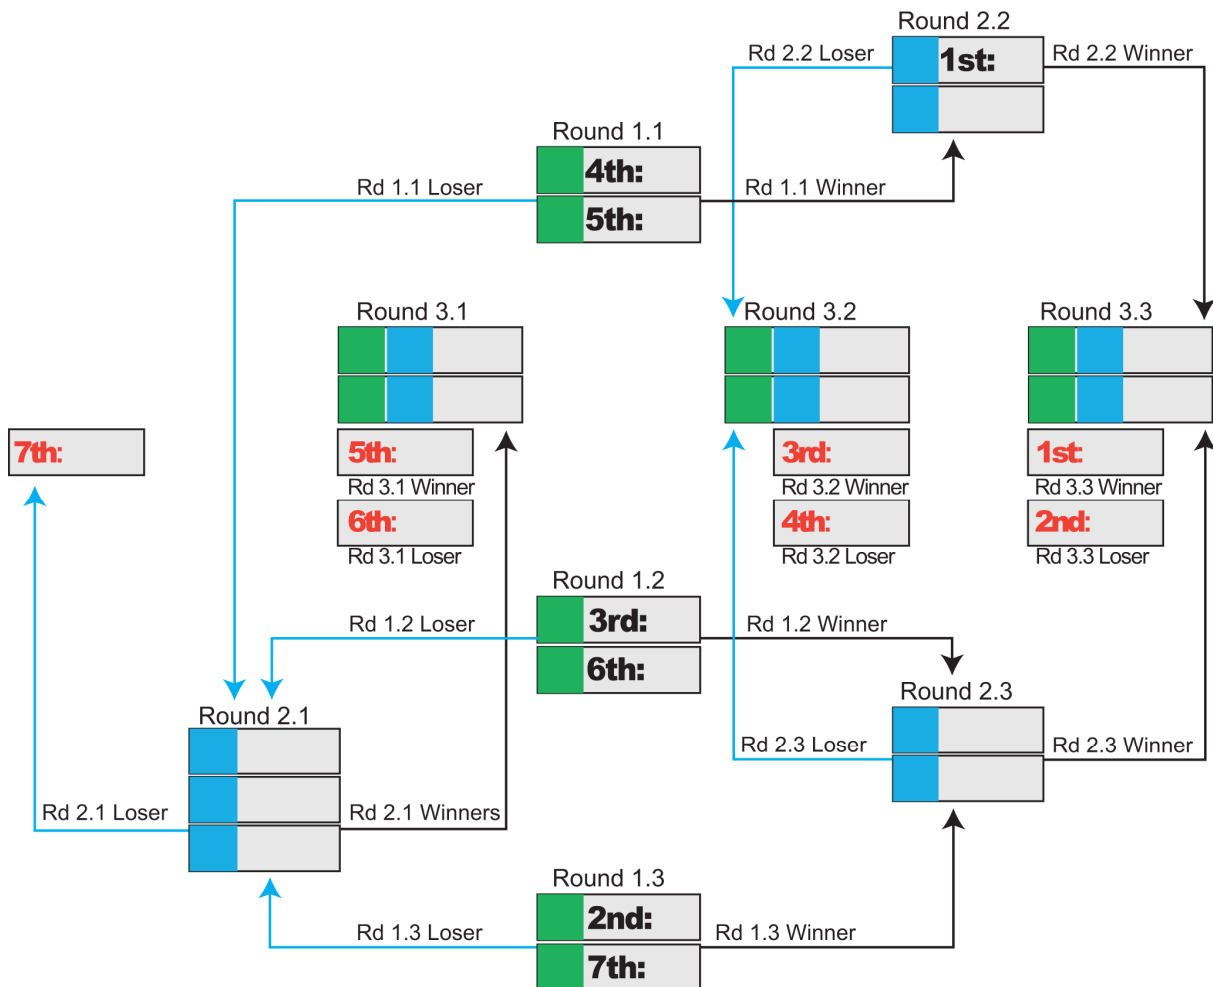 Round 2.2
Rd 2.2 Loser
1st:
Rd 2.2 Winner
Round 1.1
4th:
Rd 1.1 Loser
Rd 1.1 Winner
5th:
Round 3.1
Round 3.2
Round 3.3
7th:
5th:
Rd 3.1 Winner
6th:
Rd 3.1 Loser
3rd:
Rd 3.2 Winner
4th:
Rd 3.2 Loser
1st:
Rd 3.3 Winner
2nd:
Rd 3.3 Loser
Round 1.2
Rd 1.2 Loser
3rd:
Rd 1.2 Winner
6th:
Round 2.1
Round 2.3
Rd 2.3 Loser
Rd 2.3 Winner
Rd 2.1 Loser
Rd 2.1 Winners
Round 1.3
2nd:
Rd 1.3 Loser
Rd 1.3 Winner
7th: